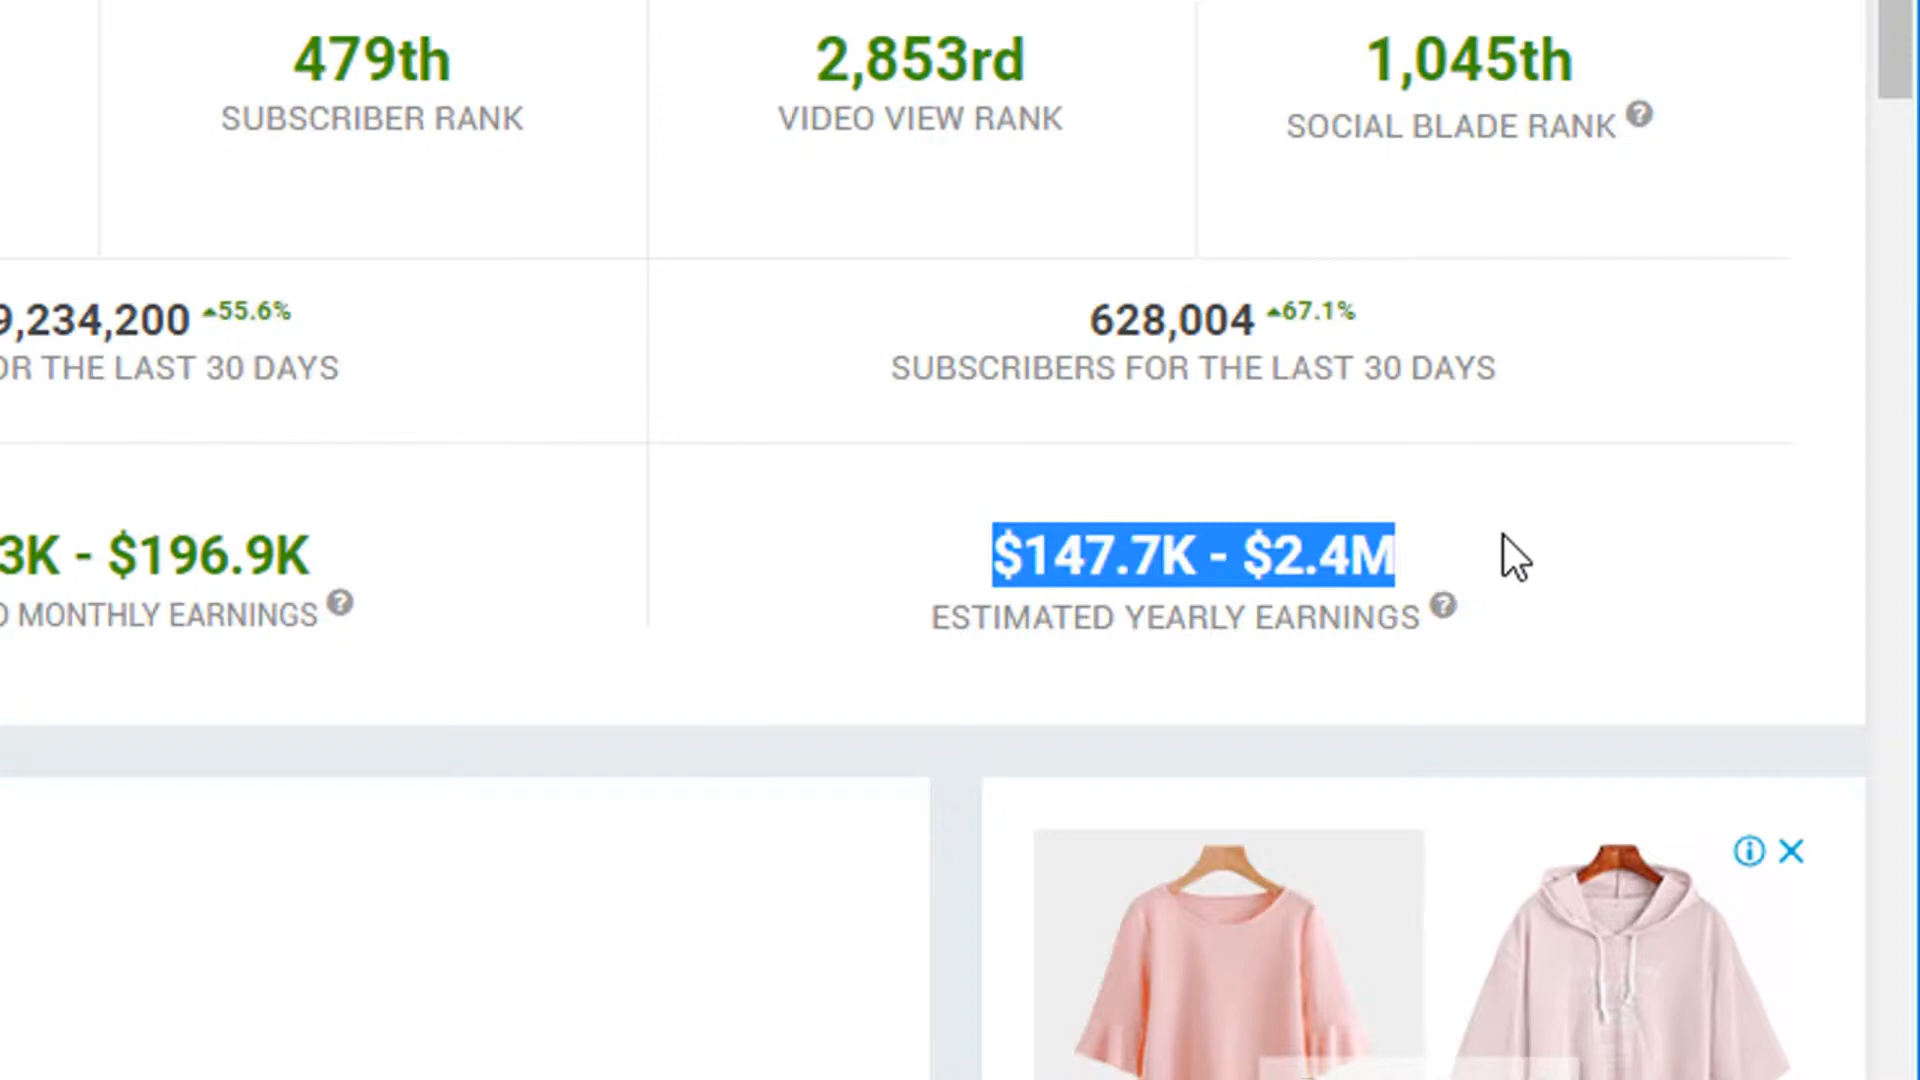 479th
SUBSCRIBER RANK
2,853rd
VIDEO VIEW RANK
1,045th
SOCIAL BLADE RANK ?
9,234,200 ▲55.6%
OR THE LAST 30 DAYS
628,004 ▲67.1%
SUBSCRIBERS FOR THE LAST 30 DAYS
3K - $196.9K
D MONTHLY EARNINGS ?
$147.7K - $2.4M
ESTIMATED YEARLY EARNINGS ?